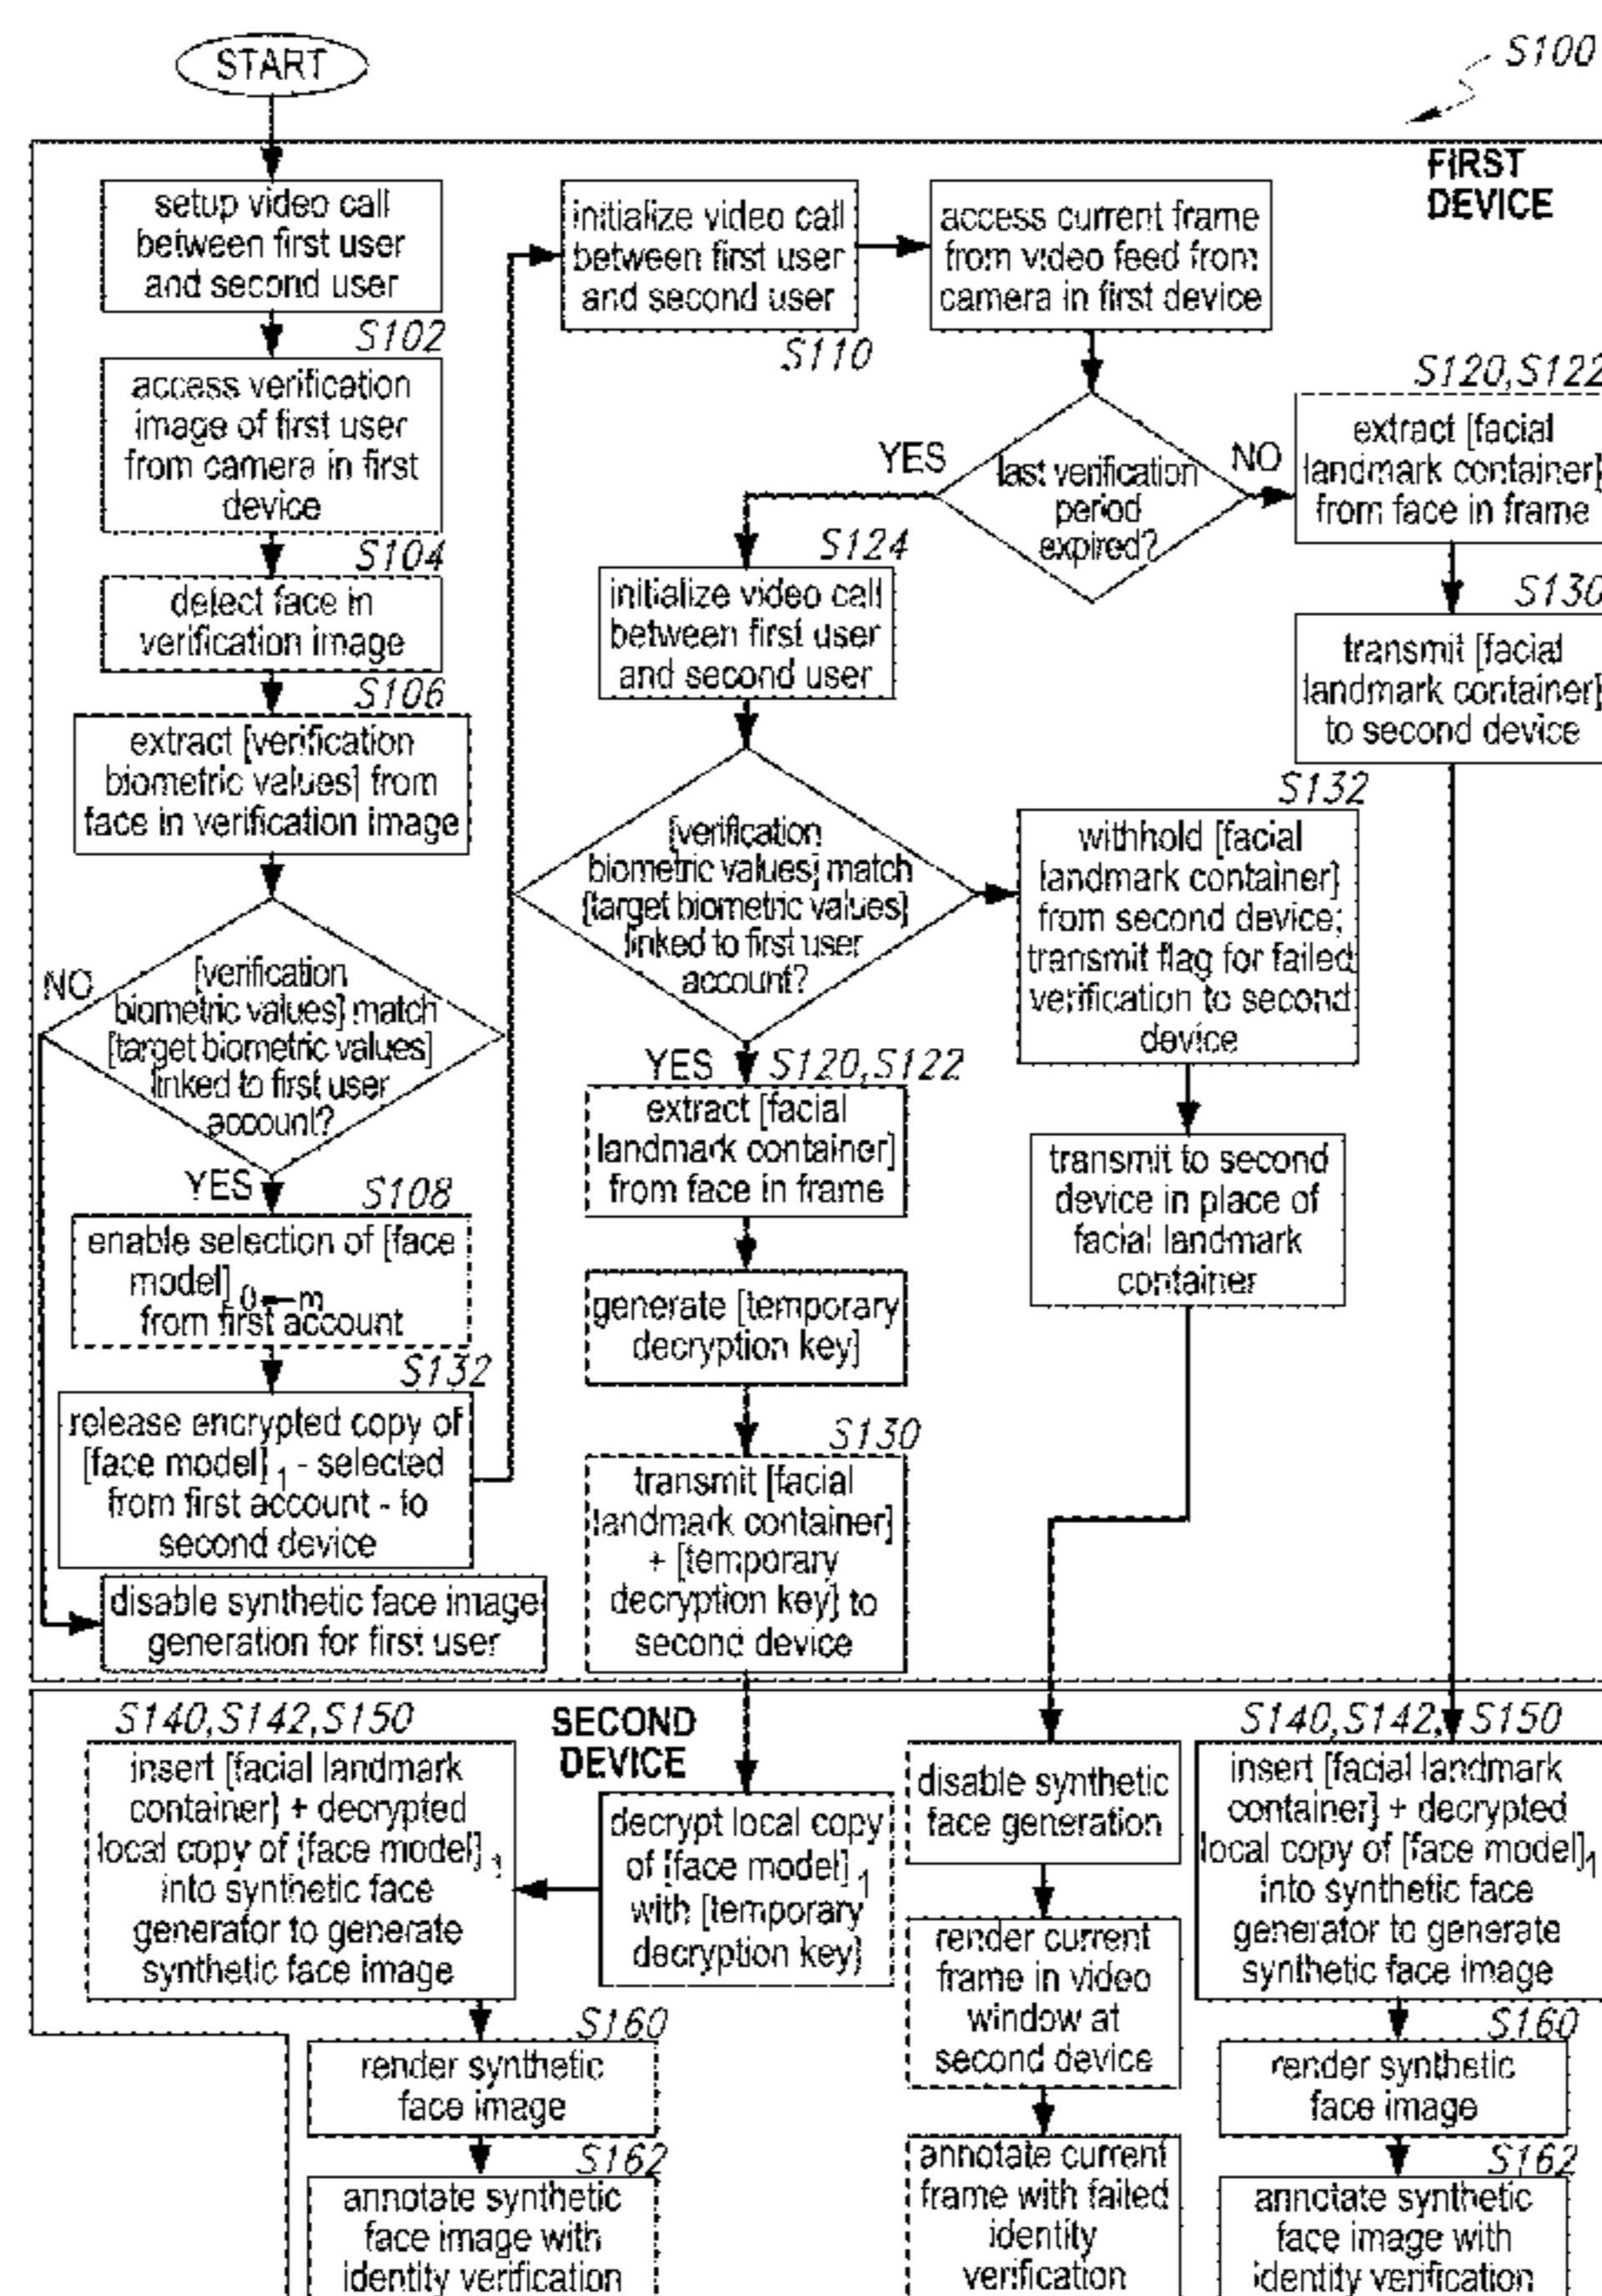 START
S100
FIRST
DEVICE
setup video call
between first user
and second user
S102
access verification
image of first user
from camera in first
device
S104
detect face in
verification image
S106
extract [verification
biometric values] from
face in verification image
NO
[verification
biometric values] match
[target biometric values]
linked to first user
account?
YES
S108
enable selection of [face
model] 0←m
from first account
S132
release encrypted copy of
[face model] 1 - selected
from first account - to
second device
disable synthetic face image
generation for first user
initialize video call
between first user
and second user
S110
access current frame
from video feed from
camera in first device
last verification
period
expired?
YES
NO
S120,S122
extract [facial
landmark container]
from face in frame
S130
transmit [facial
landmark container]
to second device
S124
initialize video call
between first user
and second user
[verification
biometric values] match
[target biometric values]
linked to first user
account?
S132
withhold [facial
landmark container]
from second device;
transmit flag for failed
verification to second
device
transmit to second
device in place of
facial landmark
container
YES
S120,S122
extract [facial
landmark container]
from face in frame
generate [temporary
decryption key]
S130
transmit [facial
landmark container]
+ [temporary
decryption key] to
second device
SECOND
DEVICE
S140,S142,S150
insert [facial landmark
container] + decrypted
local copy of [face model] 1
into synthetic face
generator to generate
synthetic face image
decrypt local copy
of [face model] 1
with [temporary
decryption key]
S160
render synthetic
face image
S162
annotate synthetic
face image with
identity verification
disable synthetic
face generation
render current
frame in video
window at
second device
annotate current
frame with failed
identity
verification
S140,S142, S150
insert [facial landmark
container] + decrypted
local copy of [face model]1
into synthetic face
generator to generate
synthetic face image
S160
render synthetic
face image
S162
annotate synthetic
face image with
identity verification